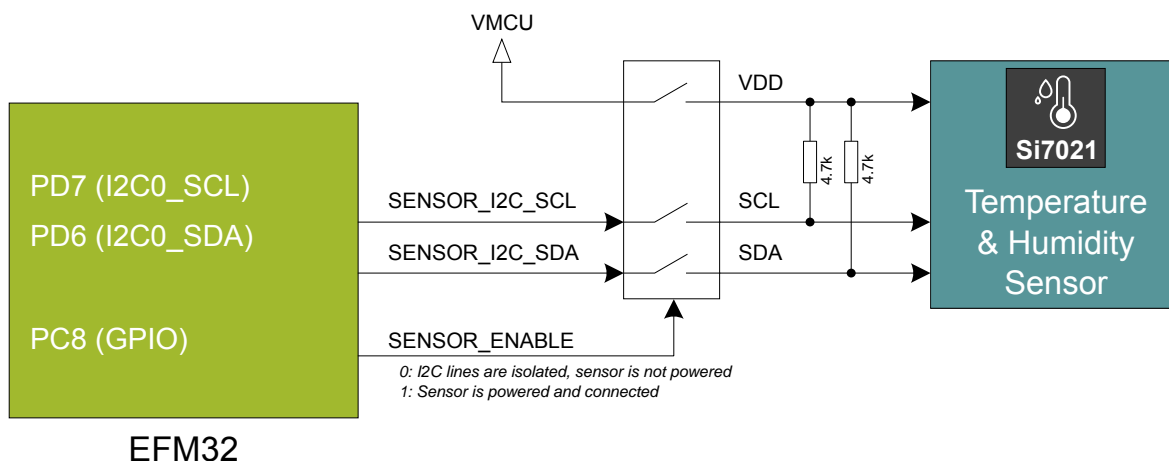 VMCU
VDD
PD7 (I2C0_SCL)
PD6 (I2C0_SDA)
PC8 (GPIO)
SENSOR_I2C_SCL
SENSOR_I2C_SDA
SENSOR_ENABLE
0: I2C lines are isolated, sensor is not powered
1: Sensor is powered and connected
SCL
SDA
4.7k
4.7k
Si7021
Temperature
& Humidity
Sensor
EFM32